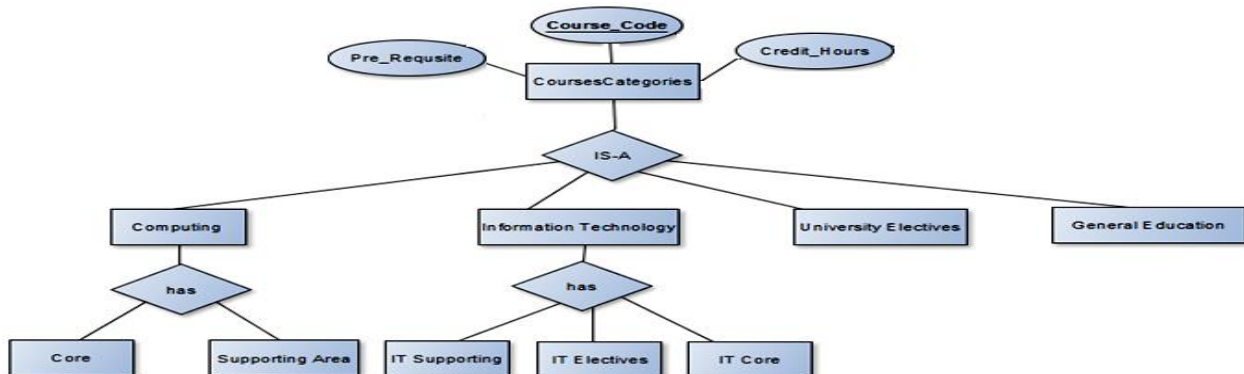 Course_Code
Pre_Requsite
Credit_Hours
CoursesCategories
IS-A
Computing
Information Technology
University Electives
General Education
has
has
Core
Supporting Area
IT Supporting
IT Electives
IT Core